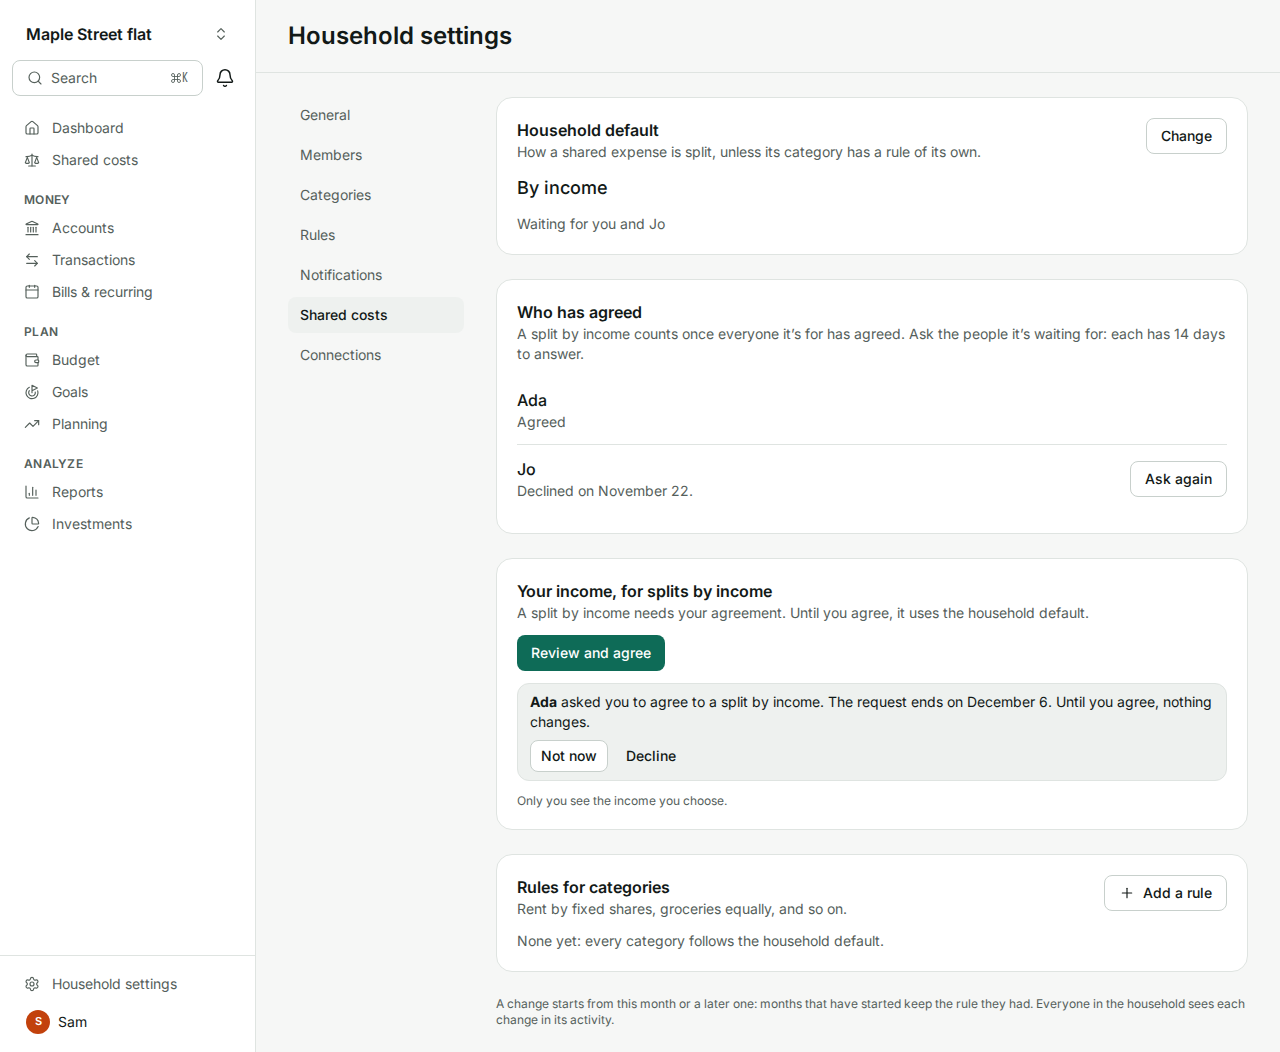 Maple Street flat
Search ⌘K
Dashboard
Shared costs
MONEY
Accounts
Transactions
Bills & recurring
PLAN
Budget
Goals
Planning
ANALYZE
Reports
Investments
Household settings
S Sam
Household settings
General
Members
Categories
Rules
Notifications
Shared costs
Connections
Household default
How a shared expense is split, unless its category has a rule of its own.
Change
By income
Waiting for you and Jo
Who has agreed
A split by income counts once everyone it’s for has agreed. Ask the people it’s waiting for: each has 14 days
to answer.
Ada
Agreed
Jo
Declined on November 22.
Ask again
Your income, for splits by income
A split by income needs your agreement. Until you agree, it uses the household default.
Review and agree
Ada asked you to agree to a split by income. The request ends on December 6. Until you agree, nothing
changes.
Not now Decline
Only you see the income you choose.
Rules for categories
Rent by fixed shares, groceries equally, and so on.
Add a rule
None yet: every category follows the household default.
A change starts from this month or a later one: months that have started keep the rule they had. Everyone in the household sees each
change in its activity.